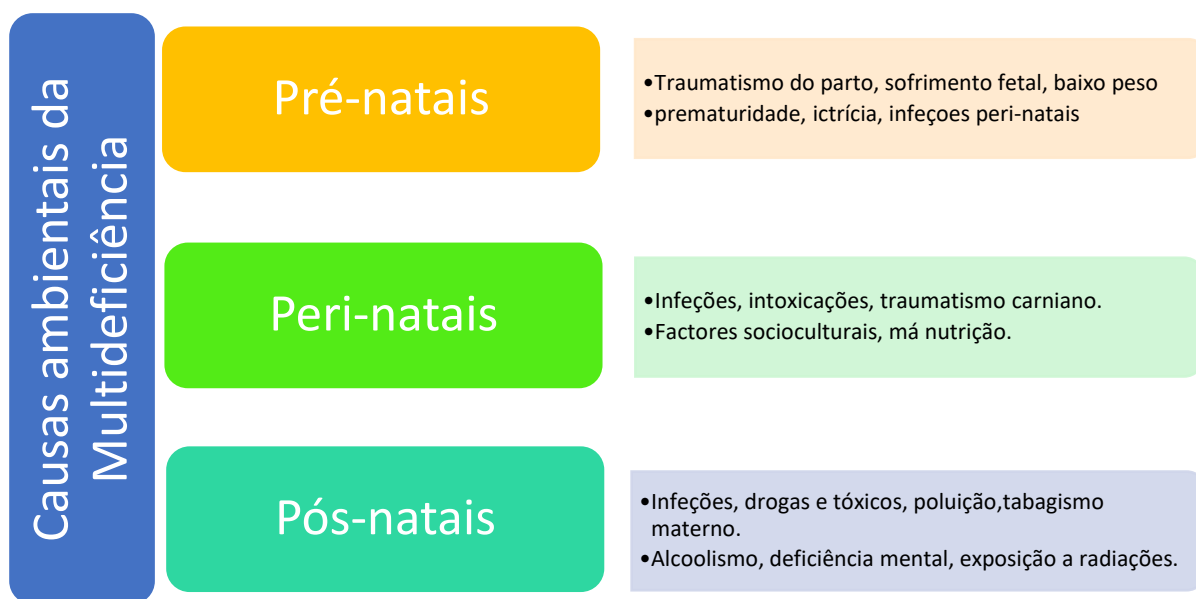 Causas ambientais da
Multideficiência
Pré-natais
•Traumatismo do parto, sofrimento fetal, baixo peso
•prematuridade, ictrícia, infeçoes peri-natais
Peri-natais
•Infeções, intoxicações, traumatismo carniano.
•Factores socioculturais, má nutrição.
Pós-natais
•Infeções, drogas e tóxicos, poluição,tabagismo
materno.
•Alcoolismo, deficiência mental, exposição a radiações.